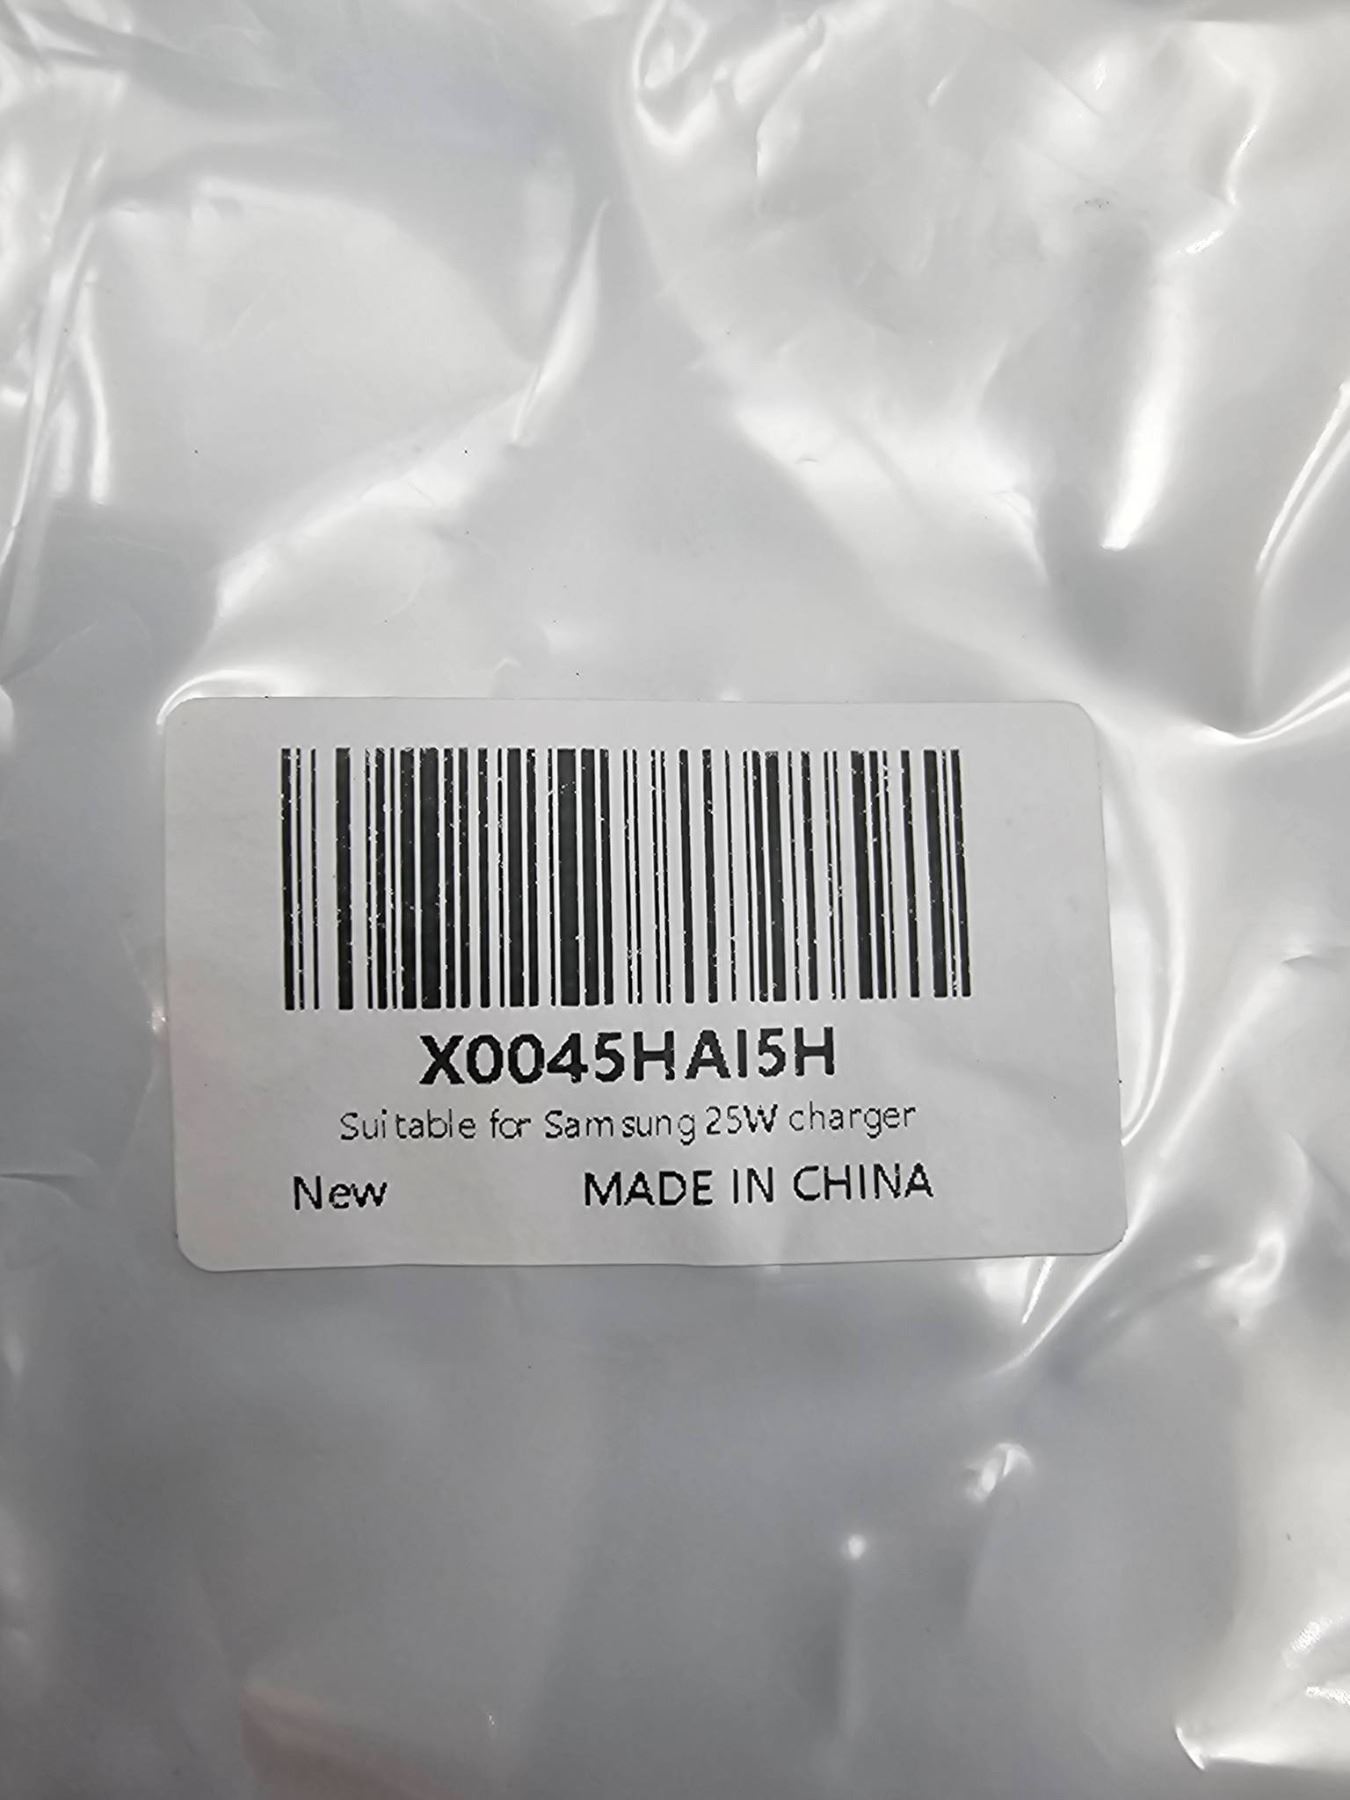 X0045HAI5H
Suitable for Samsung 25W charger
New MADE IN CHINA